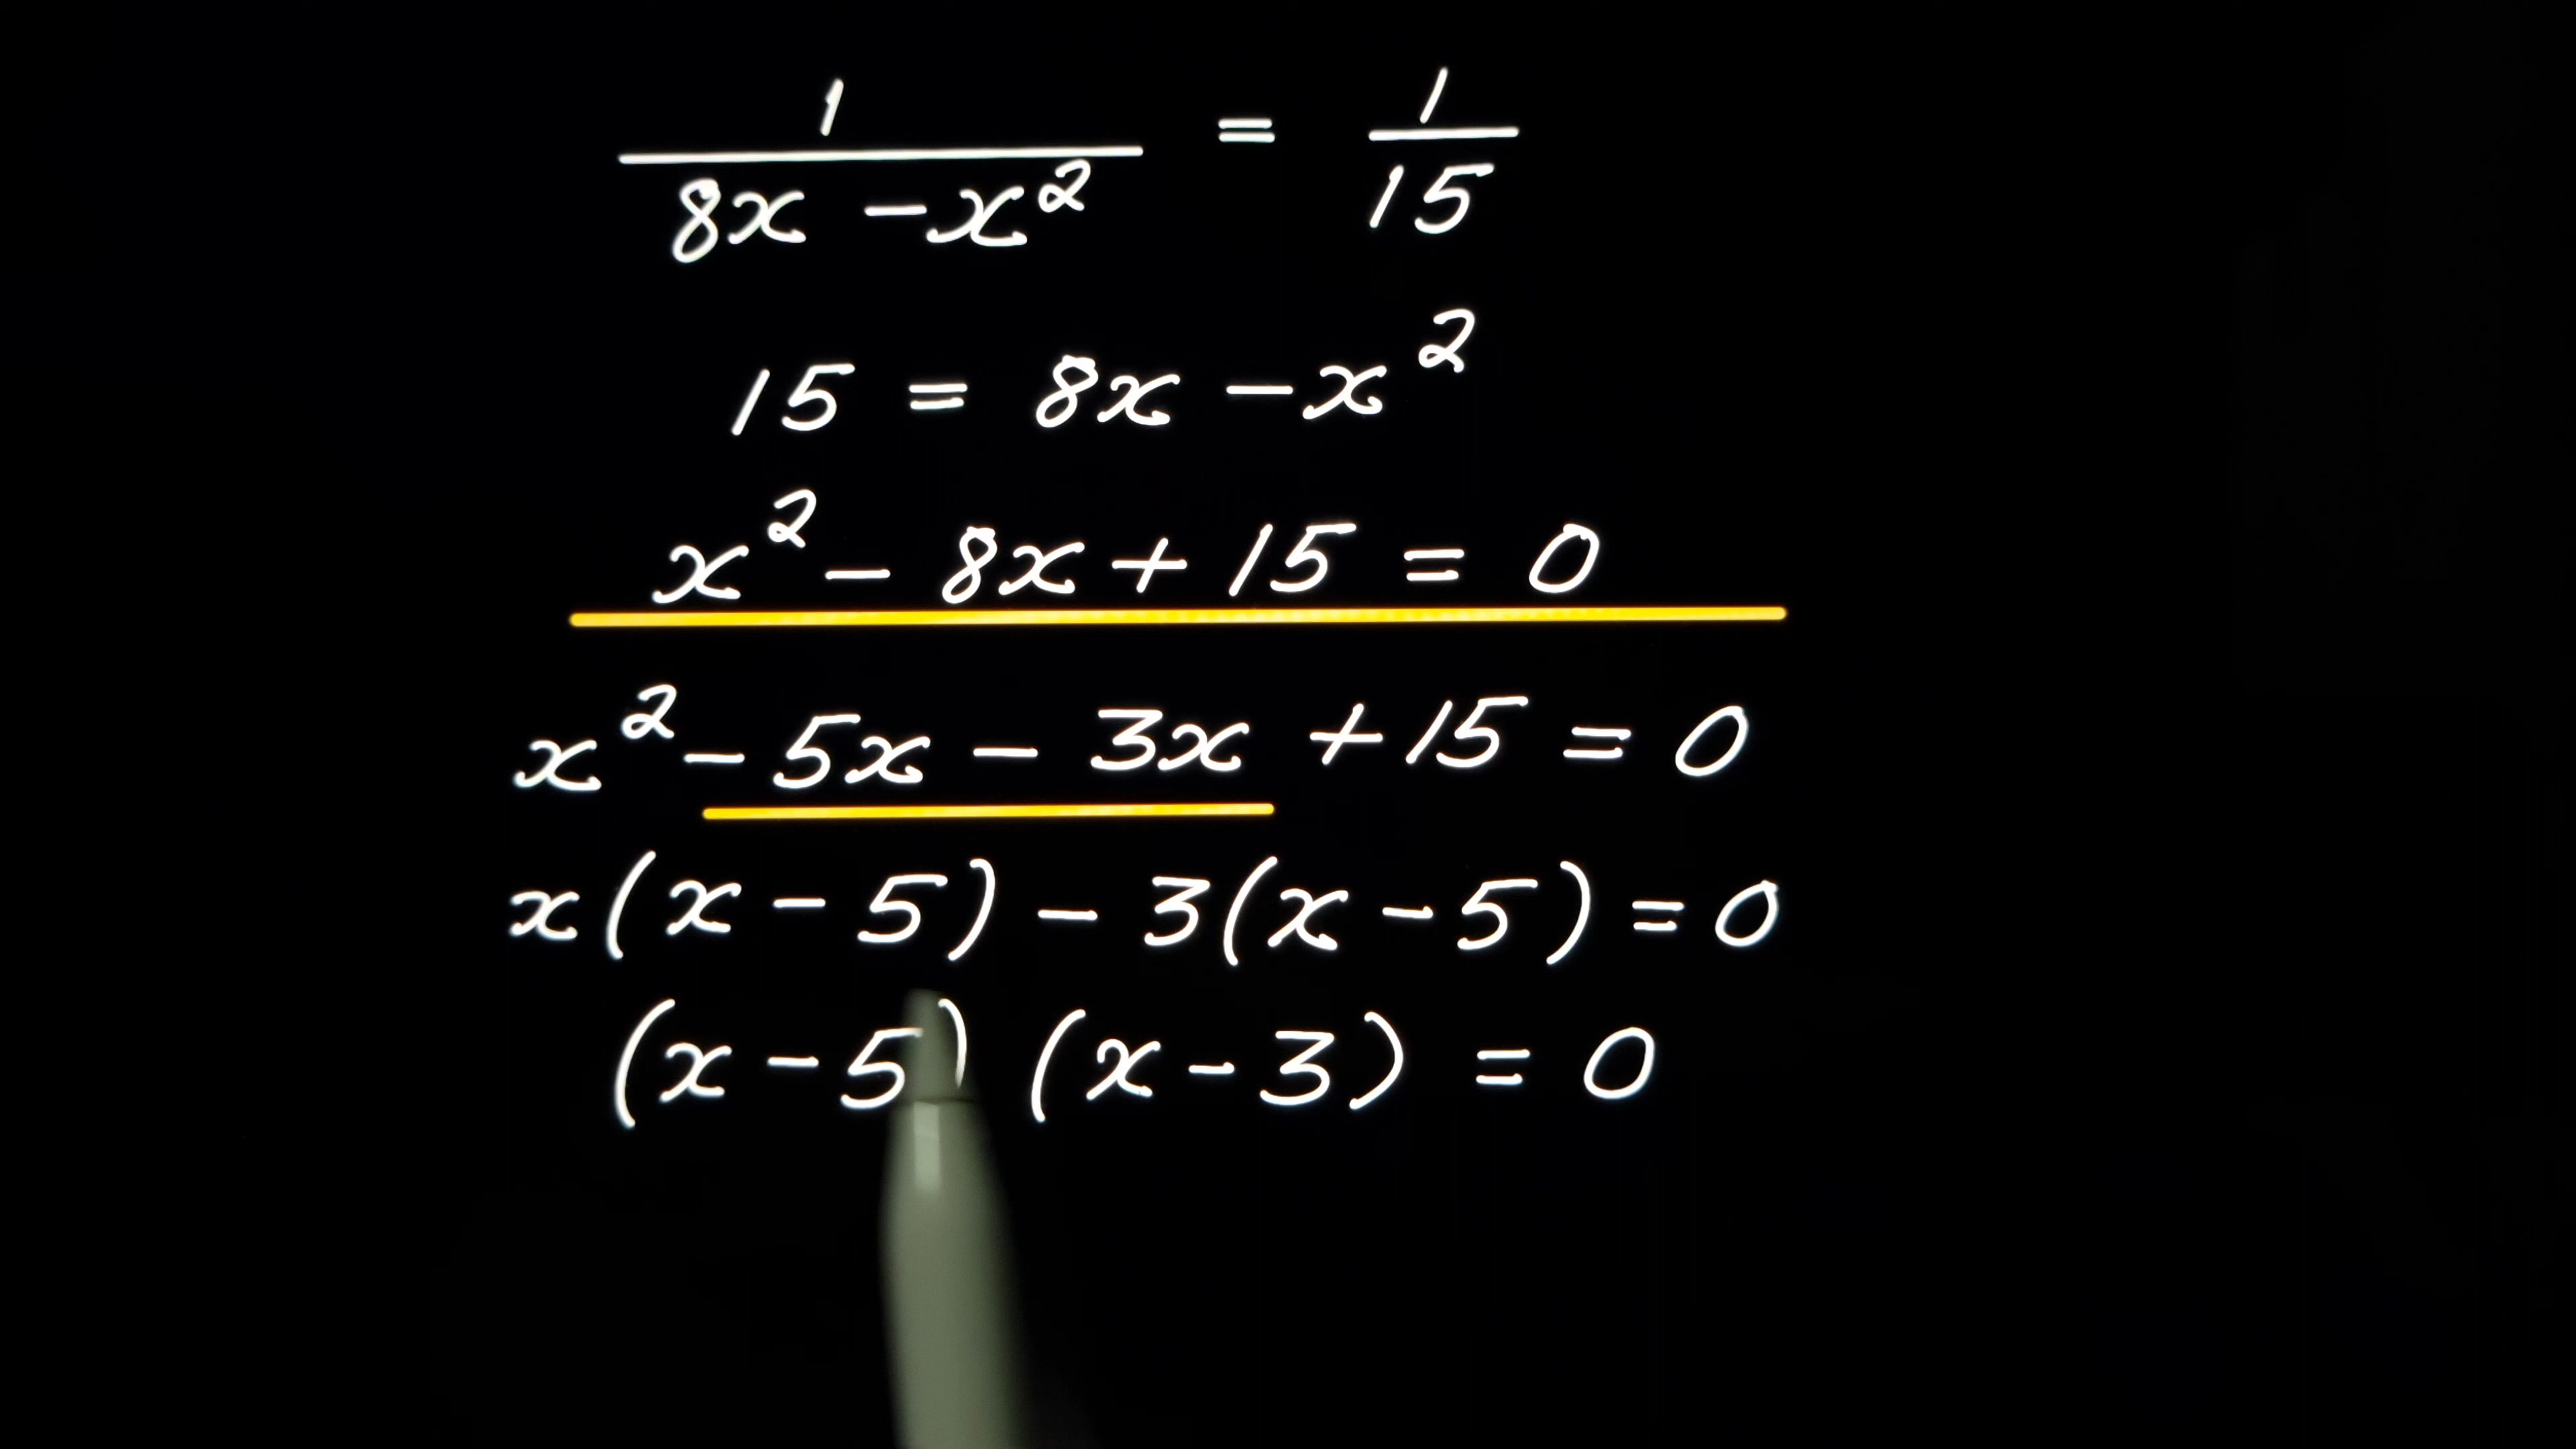 1/(8x - x²) = 1/15
15 = 8x - x²
x² - 8x + 15 = 0
x² - 5x - 3x + 15 = 0
x(x - 5) - 3(x - 5) = 0
(x - 5) (x - 3) = 0